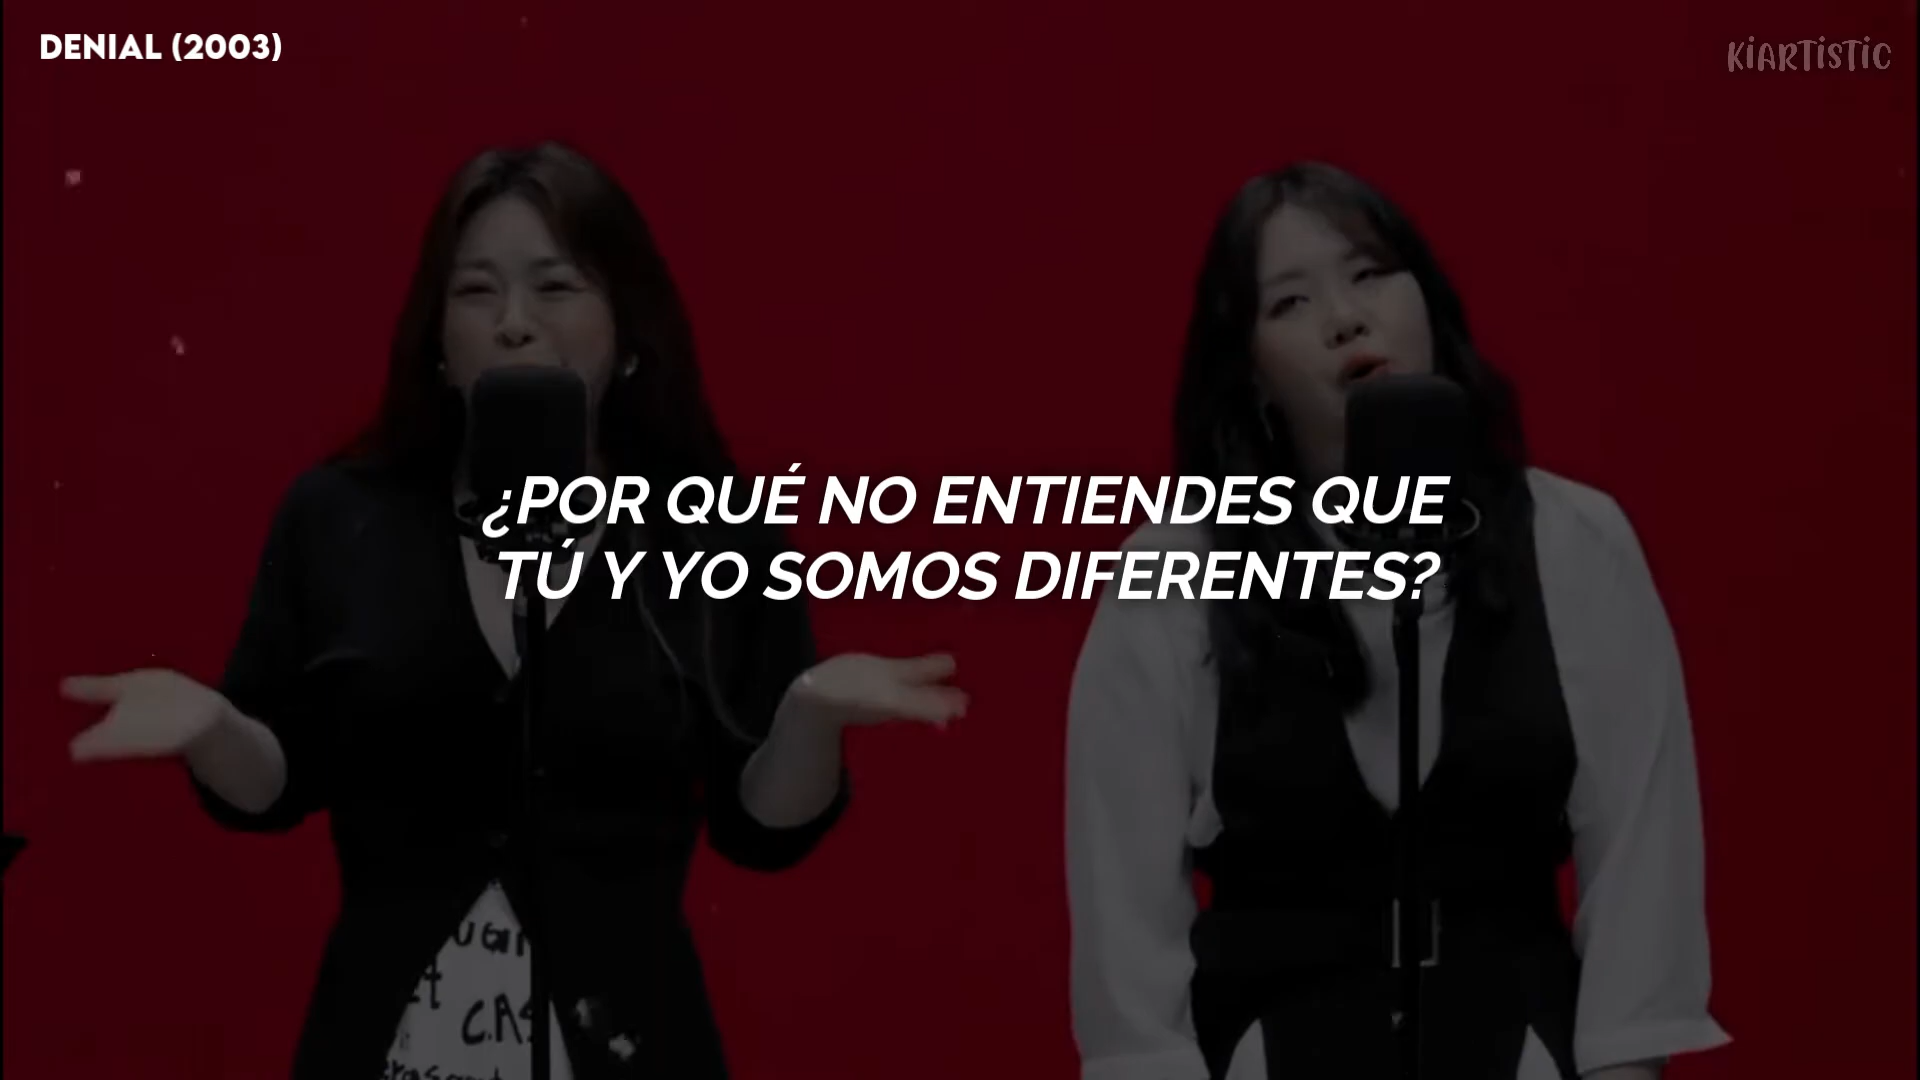 DENIAL (2003)
KiARTiSTiC
¿POR QUÉ NO ENTIENDES QUE
TÚ Y YO SOMOS DIFERENTES?